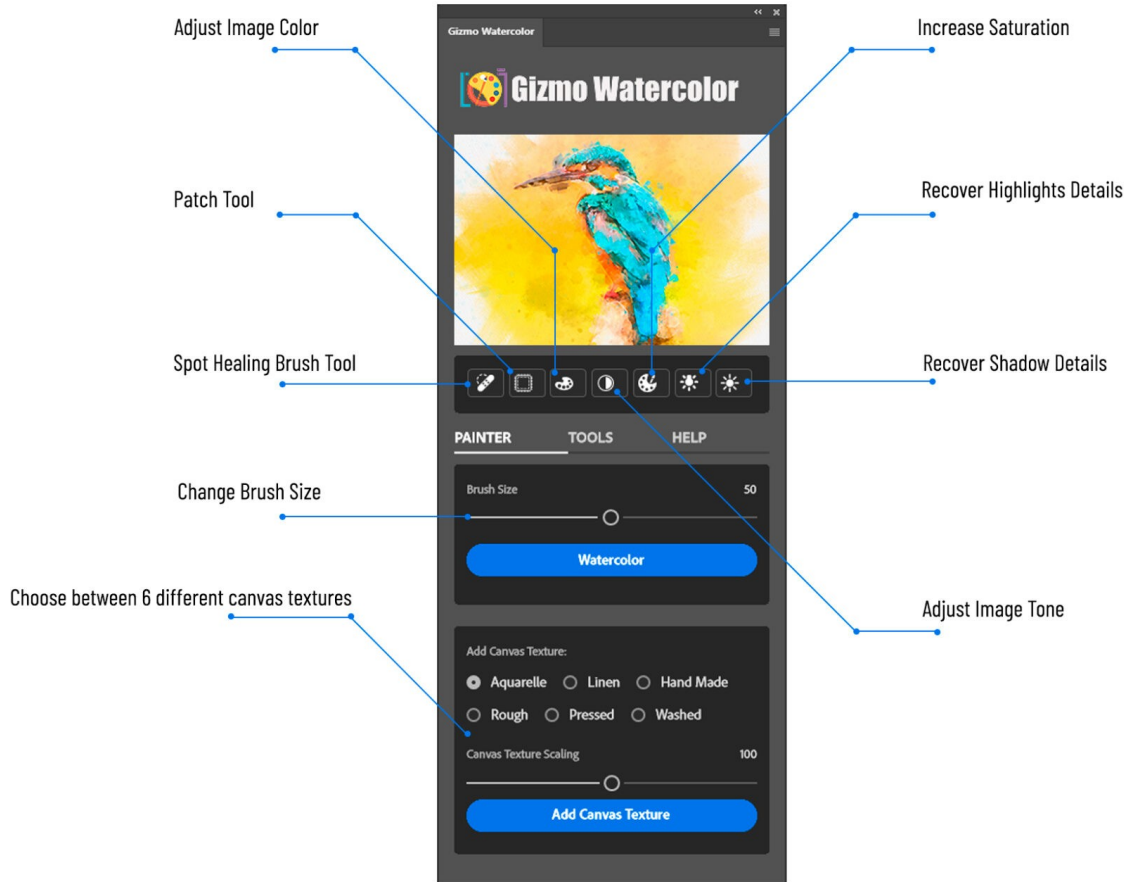 Adjust Image Color
Increase Saturation
Gizmo Watercolor
Gizmo Watercolor
Patch Tool
Recover Highlights Details
Spot Healing Brush Tool
Recover Shadow Details
PAINTER TOOLS HELP
Change Brush Size
Brush Size 50
Watercolor
Choose between 6 different canvas textures
Adjust Image Tone
Add Canvas Texture:
Aquarelle Linen Hand Made
Rough Pressed Washed
Canvas Texture Scaling 100
Add Canvas Texture